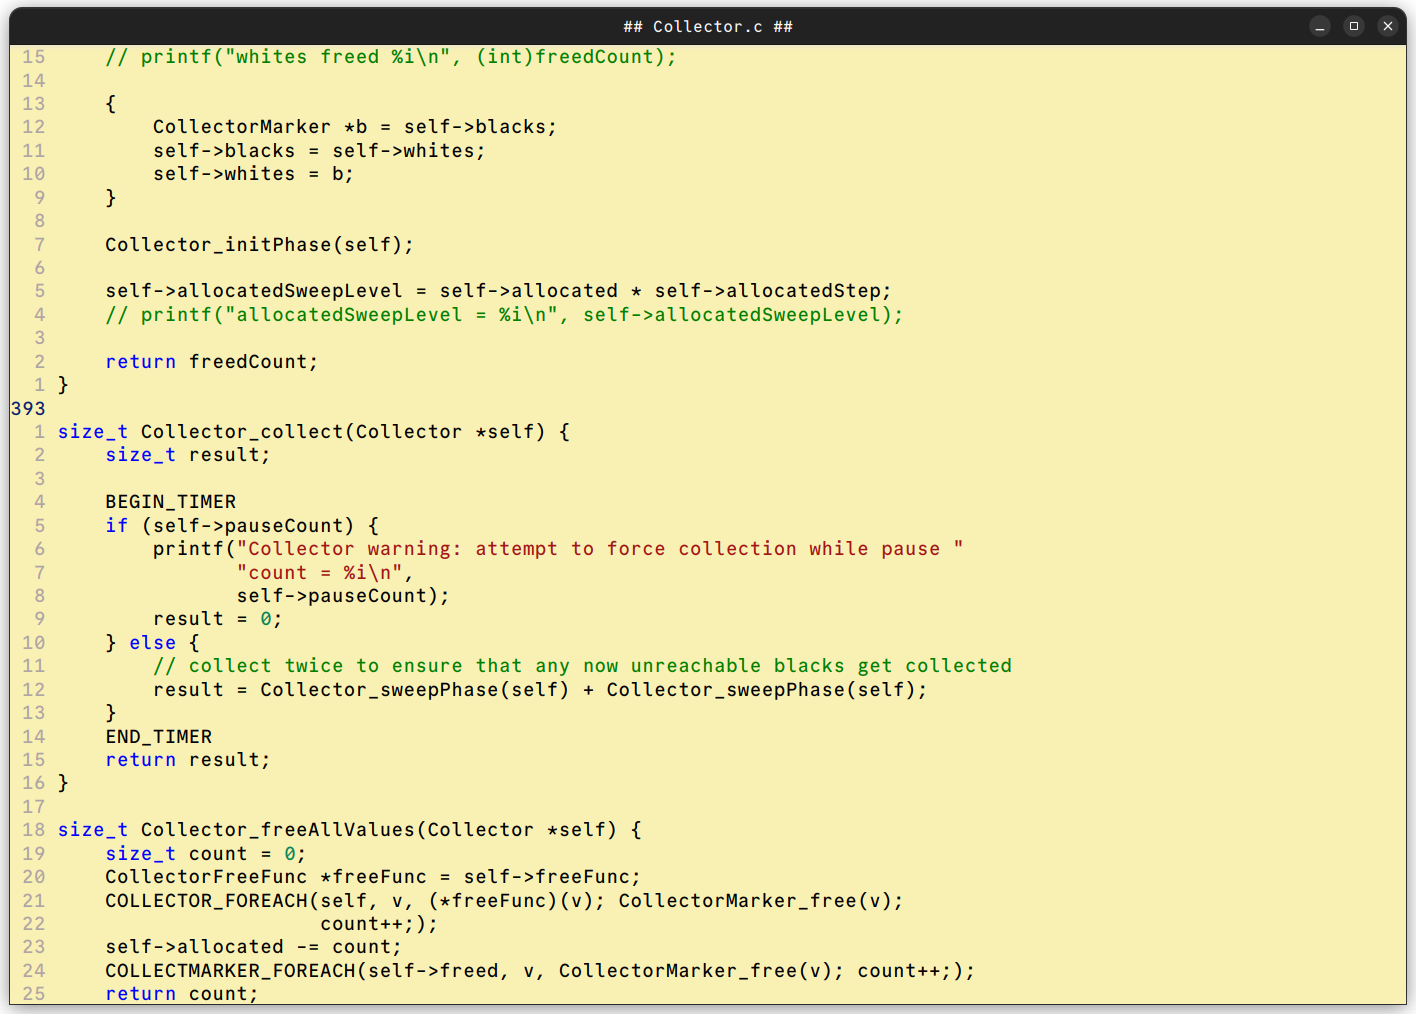 ## Collector.c ##
15     // printf("whites freed %i\n", (int)freedCount);
14
13     {
12         CollectorMarker *b = self->blacks;
11         self->blacks = self->whites;
10         self->whites = b;
9     }
8
7     Collector_initPhase(self);
6
5     self->allocatedSweepLevel = self->allocated * self->allocatedStep;
4     // printf("allocatedSweepLevel = %i\n", self->allocatedSweepLevel);
3
2     return freedCount;
1 }
393
1 size_t Collector_collect(Collector *self) {
2     size_t result;
3
4     BEGIN_TIMER
5     if (self->pauseCount) {
6         printf("Collector warning: attempt to force collection while pause "
7                "count = %i\n",
8                self->pauseCount);
9         result = 0;
10     } else {
11         // collect twice to ensure that any now unreachable blacks get collected
12         result = Collector_sweepPhase(self) + Collector_sweepPhase(self);
13     }
14     END_TIMER
15     return result;
16 }
17
18 size_t Collector_freeAllValues(Collector *self) {
19     size_t count = 0;
20     CollectorFreeFunc *freeFunc = self->freeFunc;
21     COLLECTOR_FOREACH(self, v, (*freeFunc)(v); CollectorMarker_free(v);
22                       count++;);
23     self->allocated -= count;
24     COLLECTMARKER_FOREACH(self->freed, v, CollectorMarker_free(v); count++;);
25     return count;